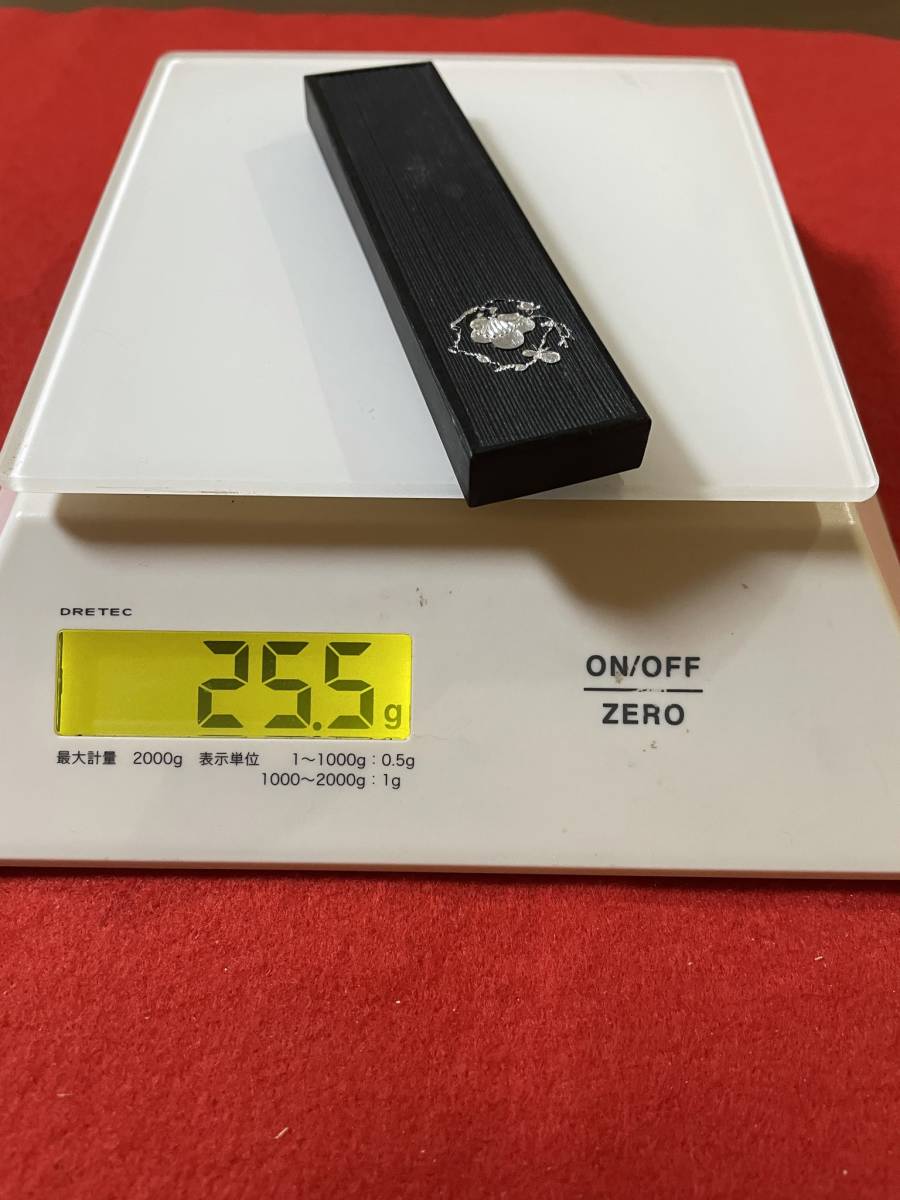 DRETEC
25.5g
最大計量 2000g 表示単位 1～1000g：0.5g
1000～2000g：1g
ON/OFF
ZERO